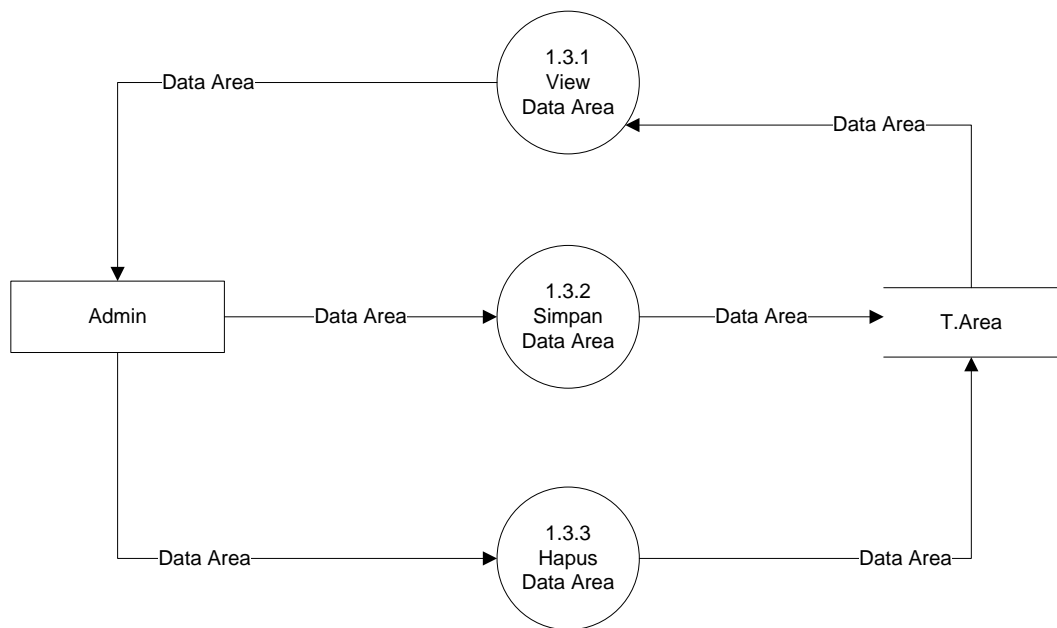 1.3.1
View
Data Area
Data Area
Data Area
Admin
Data Area
1.3.2
Simpan
Data Area
Data Area
T.Area
Data Area
1.3.3
Hapus
Data Area
Data Area